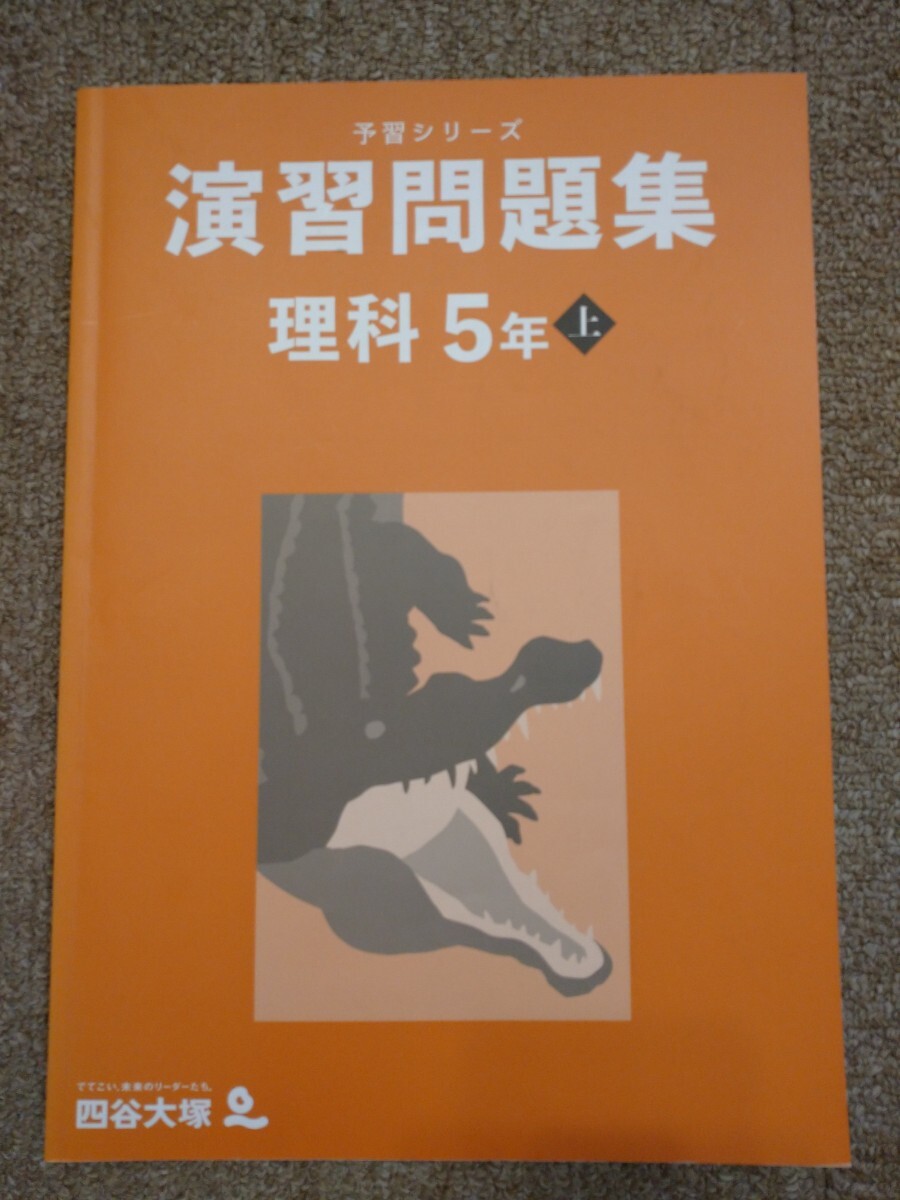 予習シリーズ
演習問題集
理科 5年 上
でてこい、未来のリーダーたち。
四谷大塚